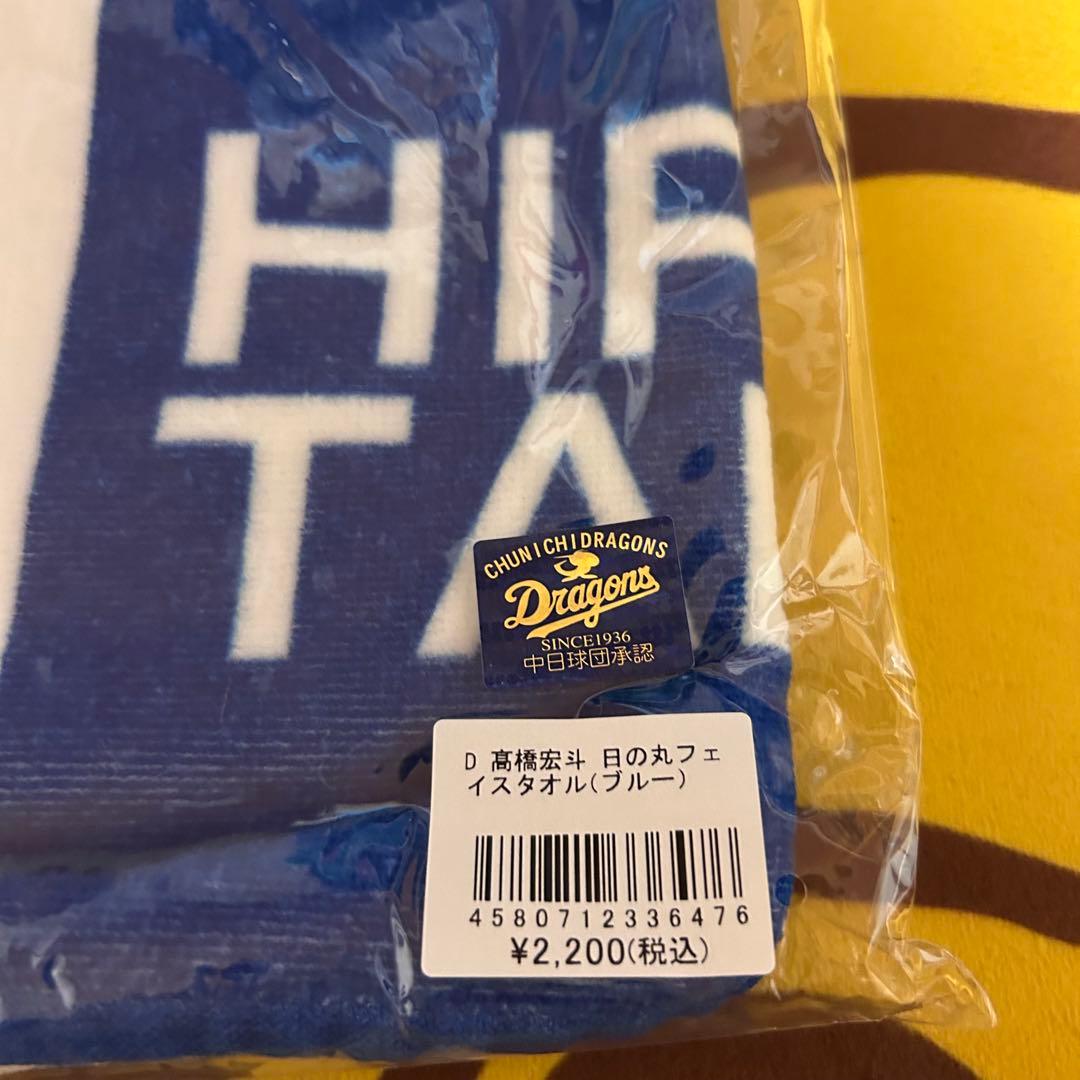 HIR
TA
CHUNICHIDRAGONS
Dragons
SINCE1936
中日球団承認
D 髙橋宏斗 日の丸フェ
イスタオル(ブルー)
4580712336476
¥2,200(税込)